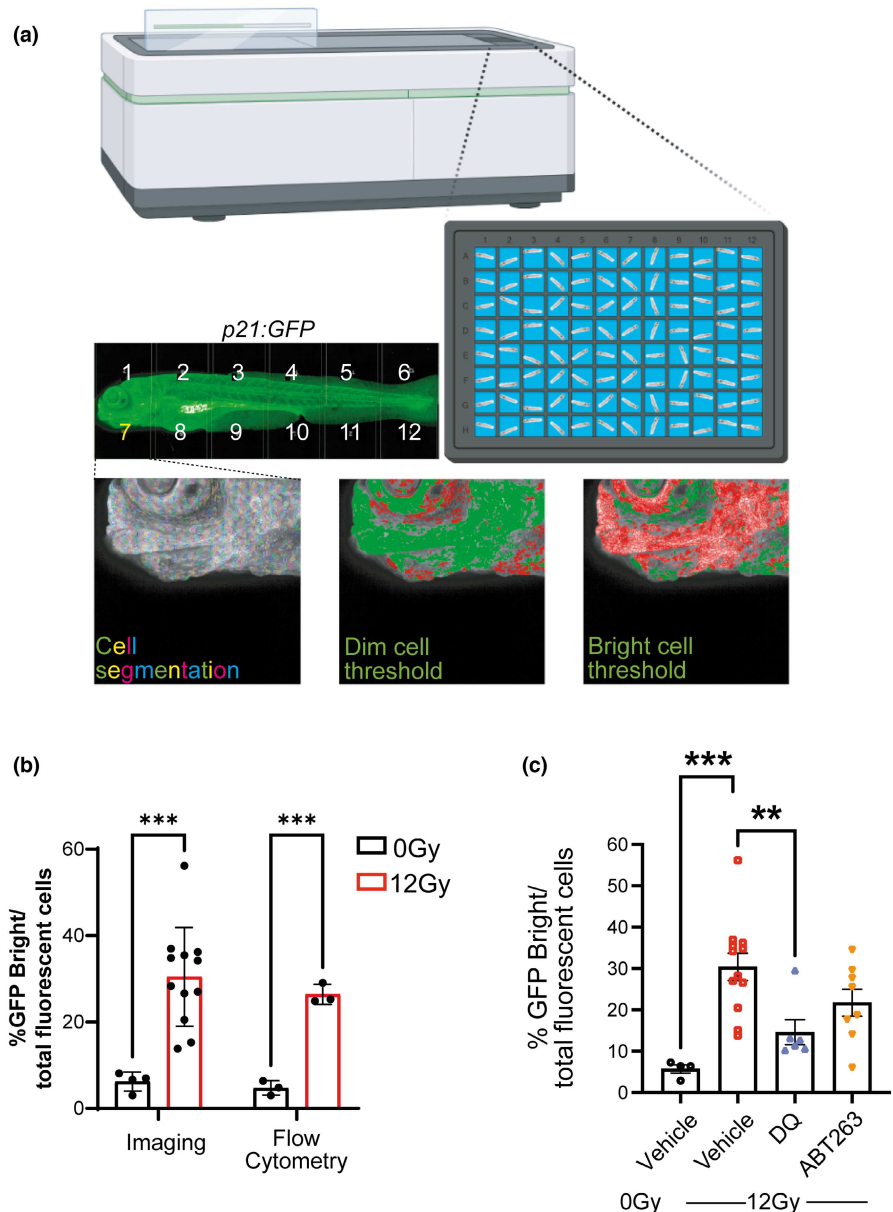 (a)
1 2 3 4 5 6 7 8 9 10 11 12
A
B
C
D
E
F
G
H
p21:GFP
1 2 3 4 5 6
7 8 9 10 11 12
Cell
segmentation
Dim cell
threshold
Bright cell
threshold
(b)
%GFP Bright/
total fluorescent cells
60
40
20
0
***
***
0Gy
12Gy
Imaging
Flow
Cytometry
(c)
% GFP Bright/
total fluorescent cells
60
50
40
30
20
10
0
***
**
Vehicle
Vehicle
DQ
ABT263
0Gy
12Gy